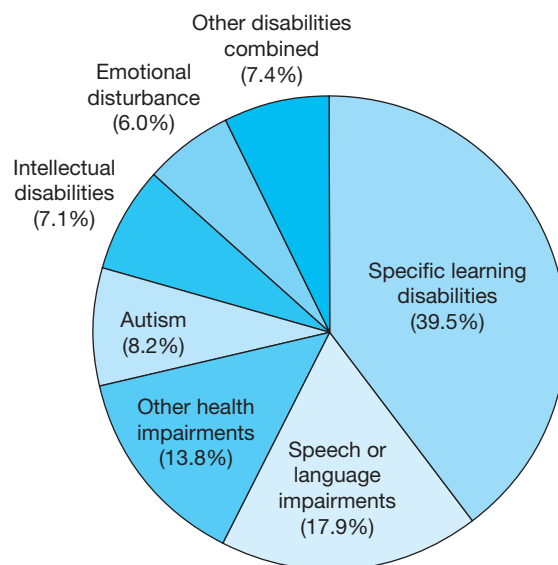 Other disabilities
combined
(7.4%)
Emotional
disturbance
(6.0%)
Intellectual
disabilities
(7.1%)
Specific learning
disabilities
(39.5%)
Autism
(8.2%)
Other health
impairments
(13.8%)
Speech or
language
impairments
(17.9%)